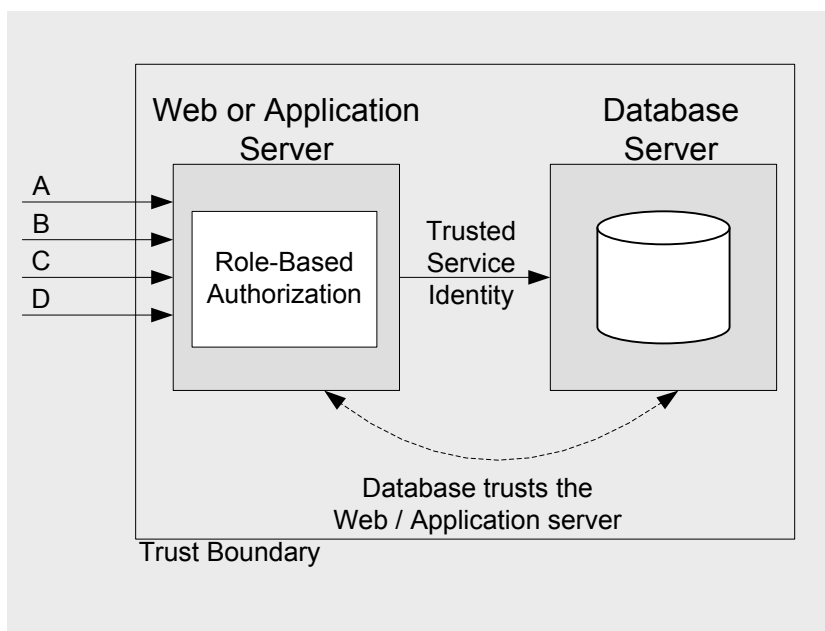 Web or Application
Server
Database
Server
A
B
C
D
Role-Based
Authorization
Trusted
Service
Identity
Database trusts the
Web / Application server
Trust Boundary